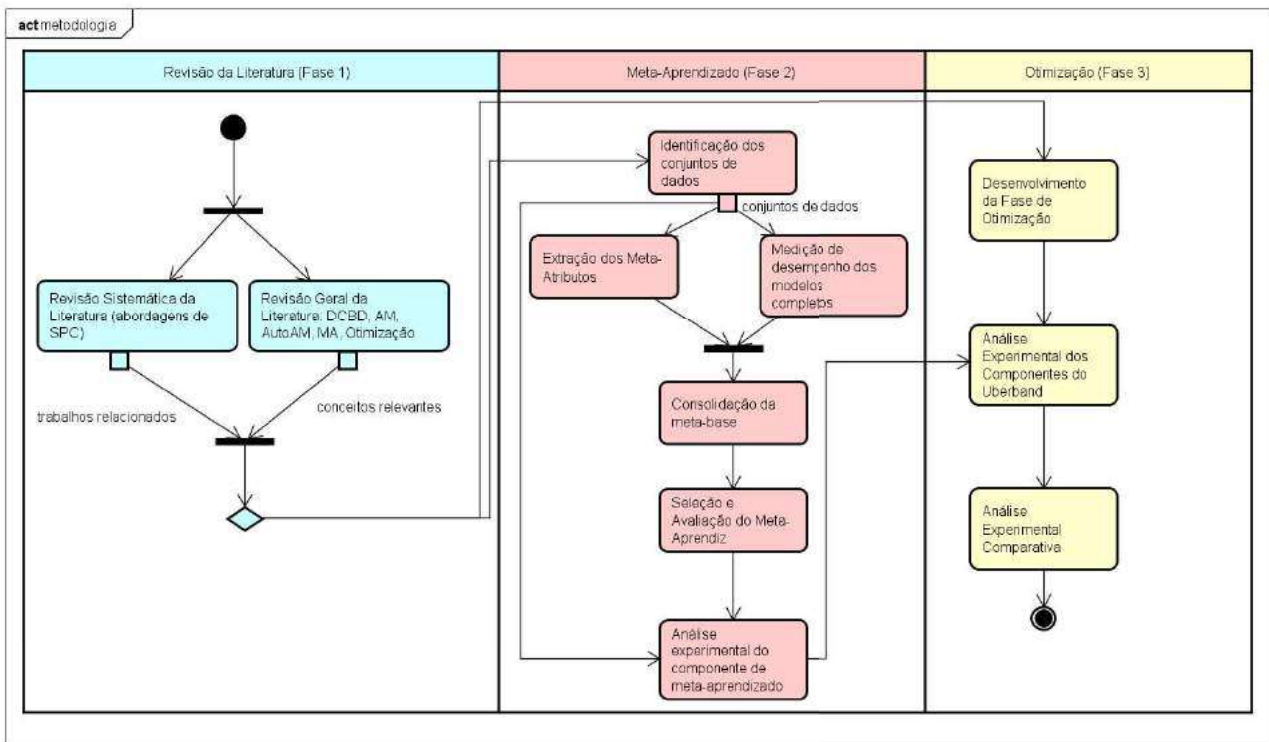 act metodologia
Revisão da Literatura (Fase 1)
Meta-Aprendizado (Fase 2)
Otimização (Fase 3)
Revisão Sistemática da
Literatura (abordagens de
SPC)
Revisão Geral da
Literature: DCBD, AM,
AutoAM, MA, Otimização
trabalhos relacionados
conceitos relevantes
Identificação dos
conjuntos de
dados
conjuntos de dados
Extração dos Meta-
Atributos
Medição de
desempenho dos
modelos
completos
Consolidação da
meta-base
Seleção e
Avaliação do Meta-
Aprendiz
Análise
experimental do
componente de
meta-aprendizado
Desenvolvimento
da Fase de
Otimização
Análise
Experimental dos
Componentes do
Uberband
Análise
Experimental
Comparativa